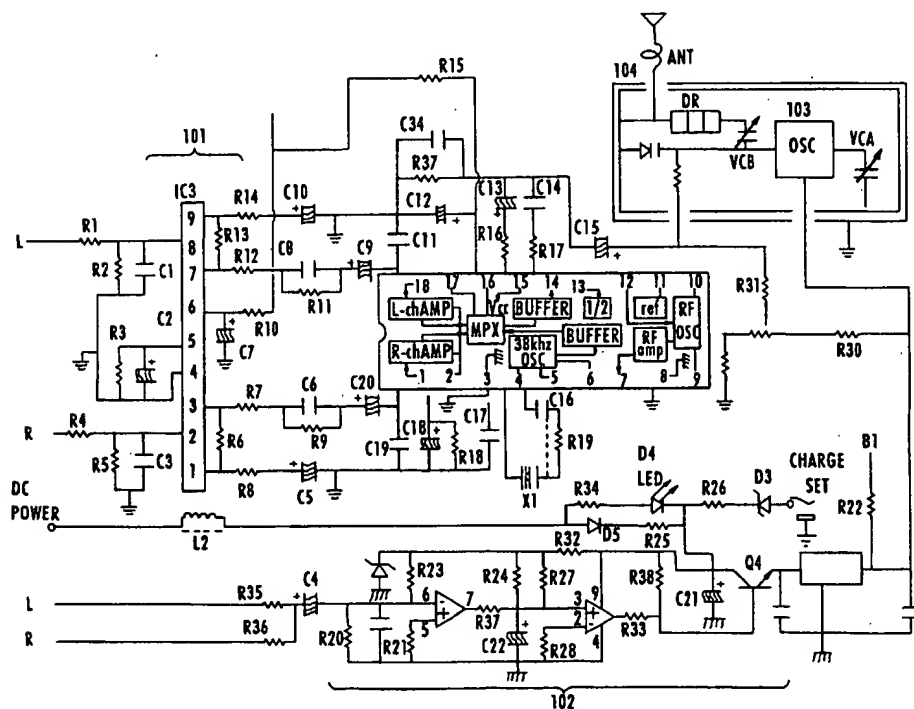 ANT
R15
104
DR
103
OSC
VCA
VCB
101
C34
R37
IC3
C10
C12
C13
C14
R1
R14
L
9
R13
C8
C9
C11
R16
R17
C15
8
R2
C1
7
R12
R11
R31
18
17
16
15
14
13
12
11
10
Vcc
L-chAMP
BUFFER
1/2
ref
RF
OSC
R3
C2
6
R10
C7
5
MPX
BUFFER
R30
R-chAMP
38khz
OSC
RF
amp
4
1
2
3
4
5
6
7
8
9
3
R7
C6
C20
C16
R
R4
2
R6
R9
C19
C18
R18
C17
R19
R5
C3
1
R8
C5
X1
D4
LED
B1
DC
POWER
R34
R26
D3
CHARGE
SET
R22
L2
D5
R25
R32
Q4
R23
R24
R27
9
R38
C21
L
R35
C4
6
7
3
R37
2
R
R36
5
R33
R20
R21
C22
R28
4
102